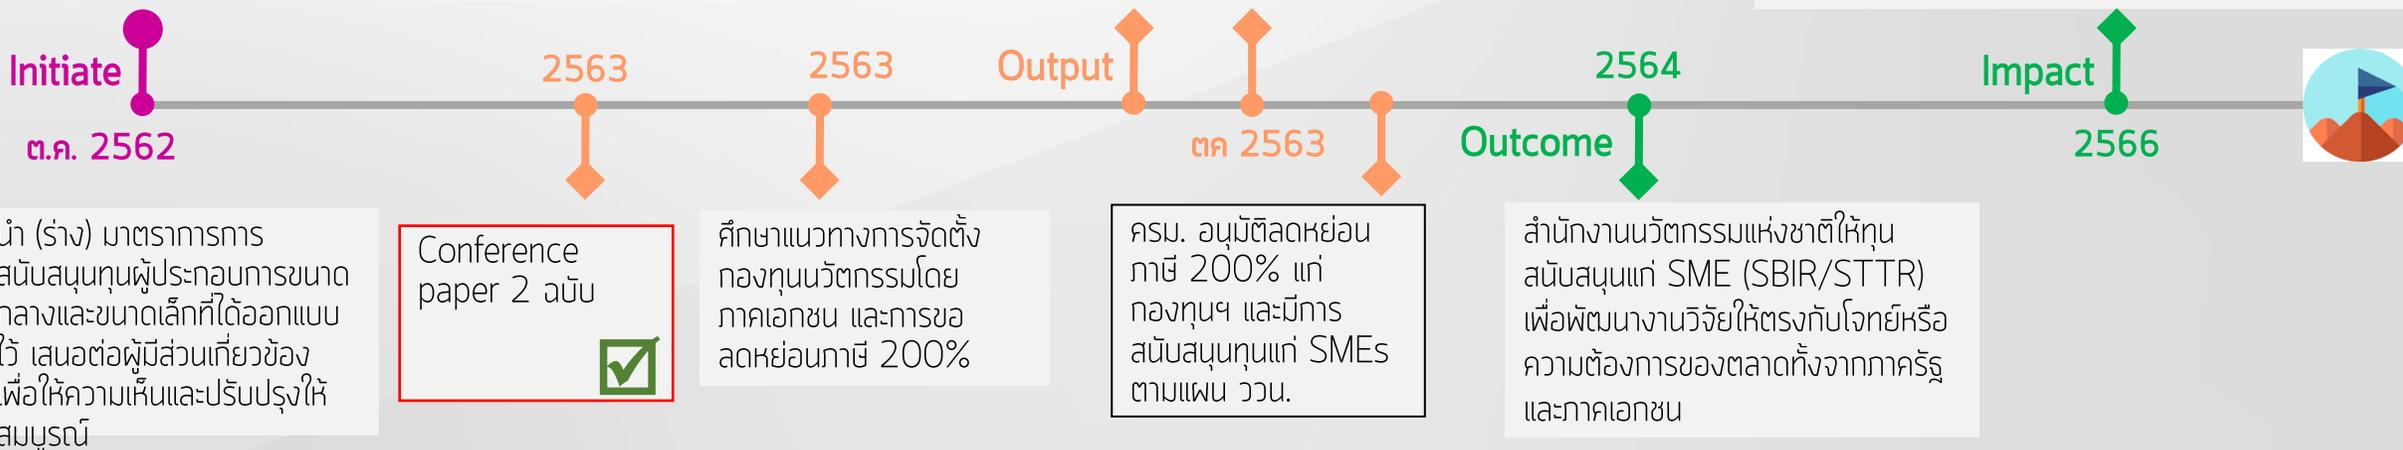 Initiate
ต.ค. 2562
2563
2563
Output
ตค 2563
2564
Outcome
Impact
2566
นำ (ร่าง) มาตราการการ
สนับสนุนทุนผู้ประกอบการขนาด
กลางและขนาดเล็กที่ได้ออกแบบ
ไว้ เสนอต่อผู้มีส่วนเกี่ยวข้อง
เพื่อให้ความเห็นและปรับปรุงให้
สมบูรณ์
Conference
paper 2 ฉบับ
ศึกษาแนวทางการจัดตั้ง
กองทุนนวัตกรรมโดย
ภาคเอกชน และการขอ
ลดหย่อนภาษี 200%
ครม. อนุมัติลดหย่อน
ภาษี 200% แก่
กองทุนฯ และมีการ
สนับสนุนทุนแก่ SMEs
ตามแผน ววน.
สำนักงานนวัตกรรมแห่งชาติให้ทุน
สนับสนุนแก่ SME (SBIR/STTR)
เพื่อพัฒนางานวิจัยให้ตรงกับโจทย์หรือ
ความต้องการของตลาดทั้งจากภาครัฐ
และภาคเอกชน